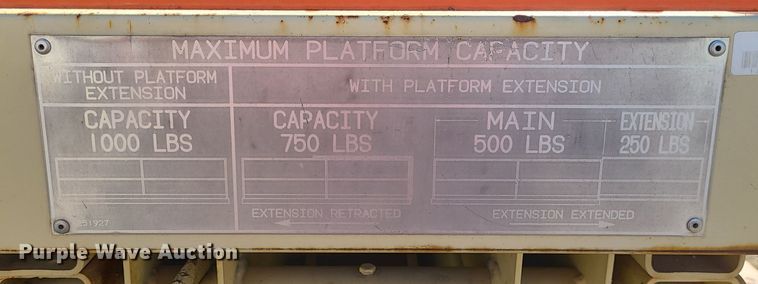 MAXIMUM PLATFORM CAPACITY
WITHOUT PLATFORM
EXTENSION
WITH PLATFORM EXTENSION
CAPACITY
1000 LBS
CAPACITY
750 LBS
MAIN
500 LBS
EXTENSION
250 LBS
51927
EXTENSION RETRACTED
EXTENSION EXTENDED
Purple Wave Auction